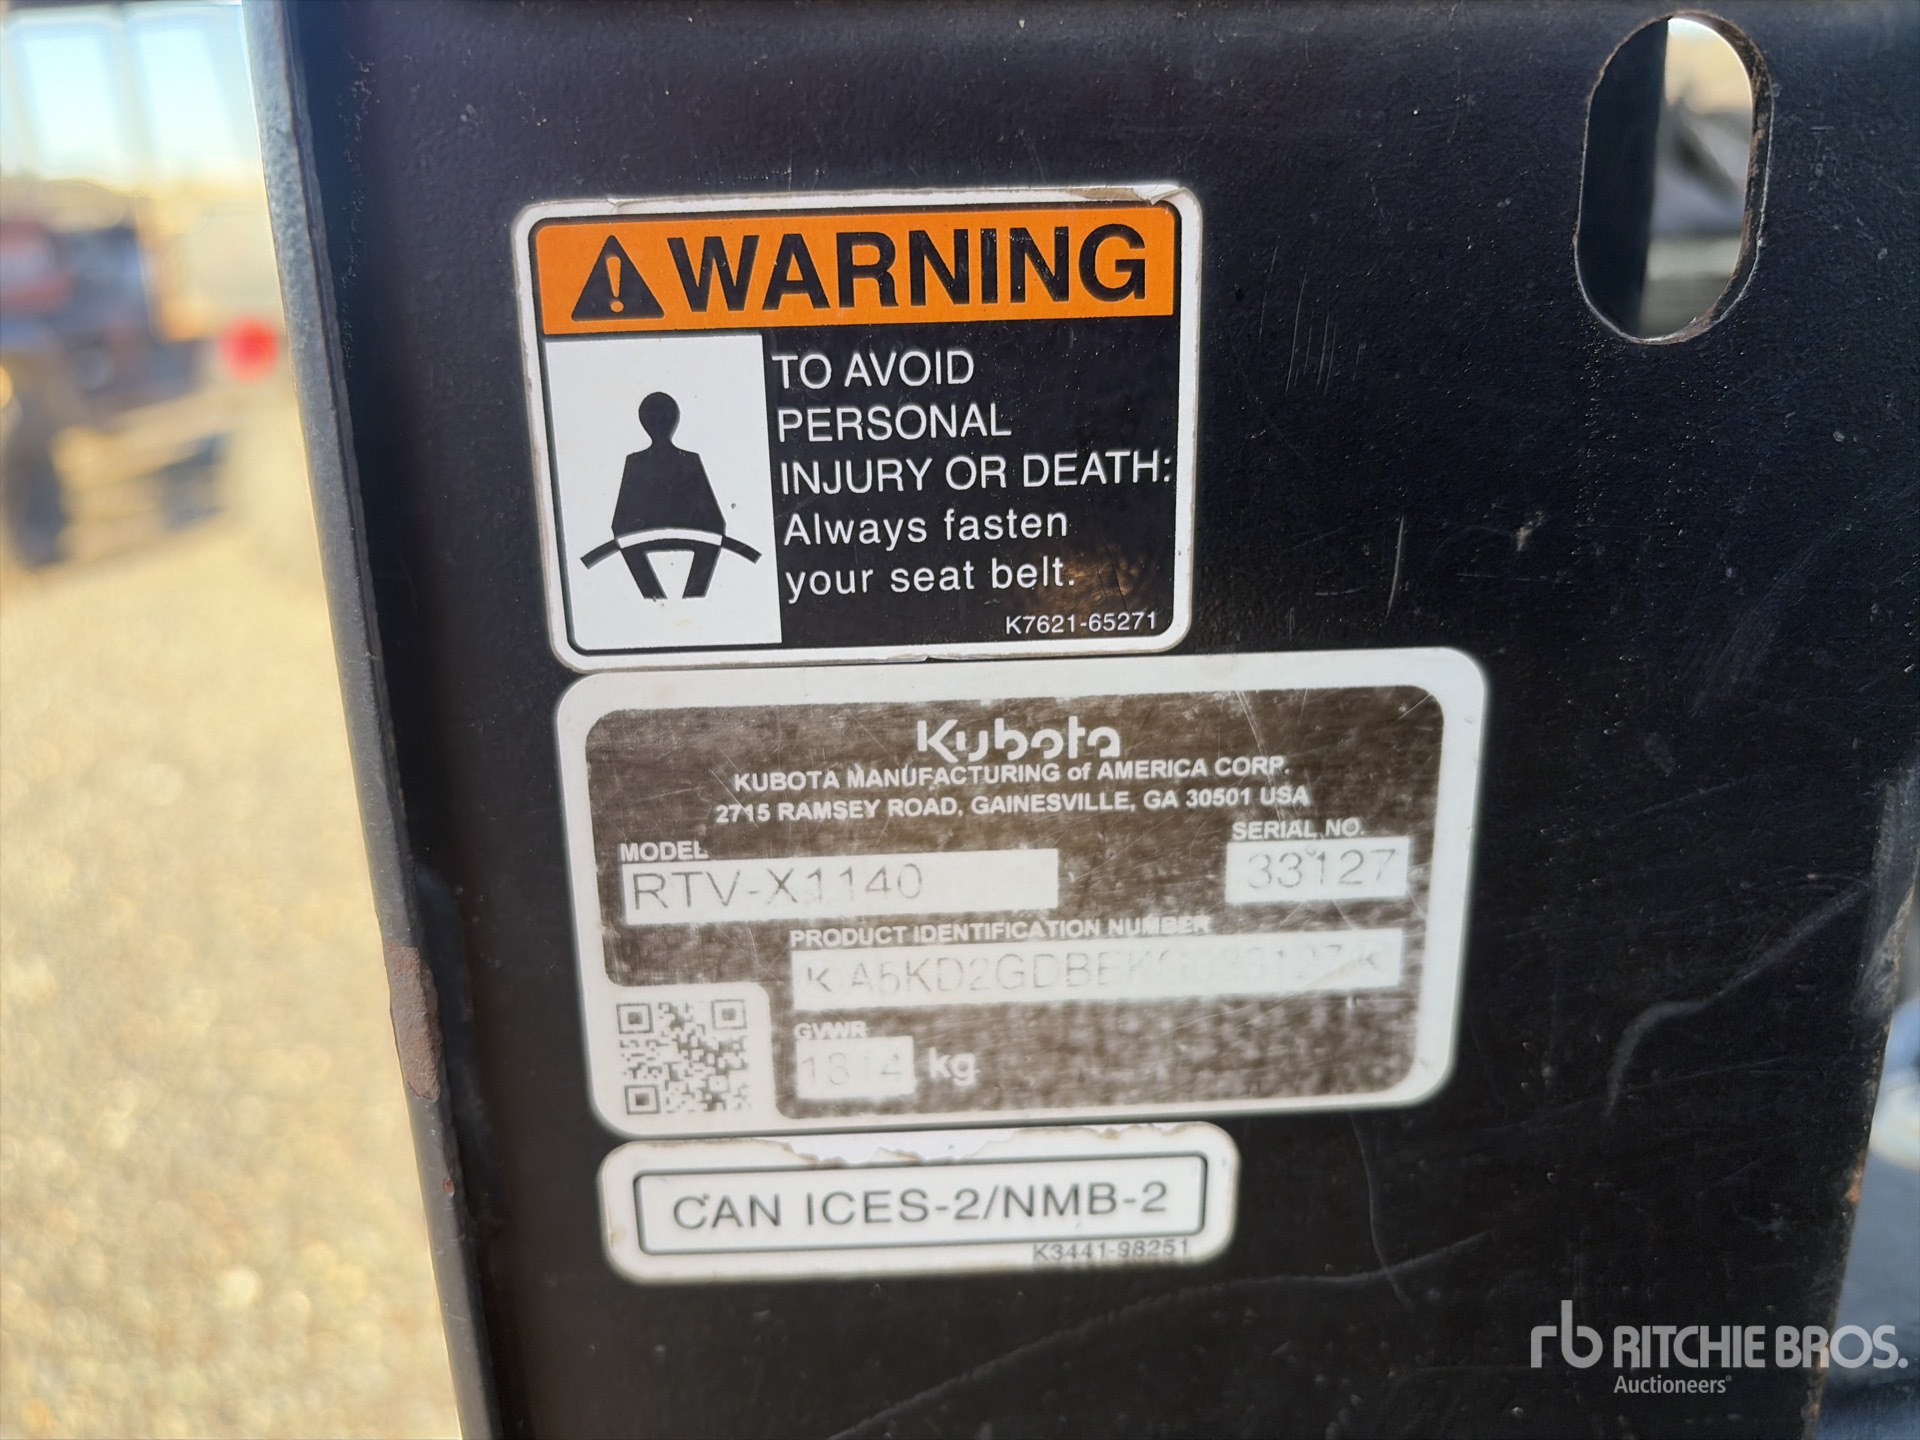 WARNING
TO AVOID
PERSONAL
INJURY OR DEATH:
Always fasten
your seat belt.
K7621-65271
Kubota
KUBOTA MANUFACTURING of AMERICA CORP.
2715 RAMSEY ROAD, GAINESVILLE, GA 30501 USA
MODEL
SERIAL NO.
RTV-X1140
33127
PRODUCT IDENTIFICATION NUMBER
GVWR
1814 kg
CAN ICES-2/NMB-2
K3441-98251
rb RITCHIE BROS.
Auctioneers